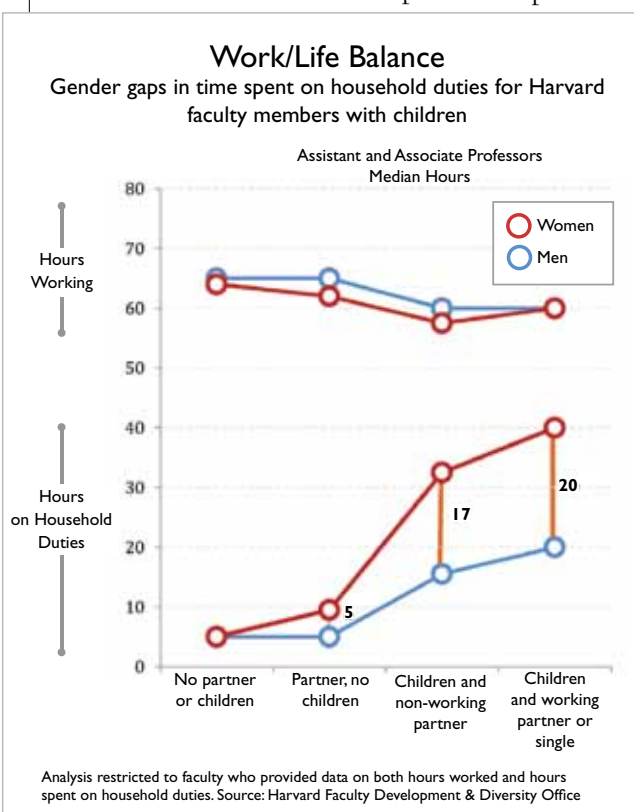 Work/Life Balance
Gender gaps in time spent on household duties for Harvard
faculty members with children
Assistant and Associate Professors
Median Hours
80
70
60
50
40
30
20
10
0
Hours
Working
Hours
on Household
Duties
Women
Men
5
17
20
No partner
or children
Partner, no
children
Children and
non-working
partner
Children
and working
partner or
single
Analysis restricted to faculty who provided data on both hours worked and hours
spent on household duties. Source: Harvard Faculty Development & Diversity Office